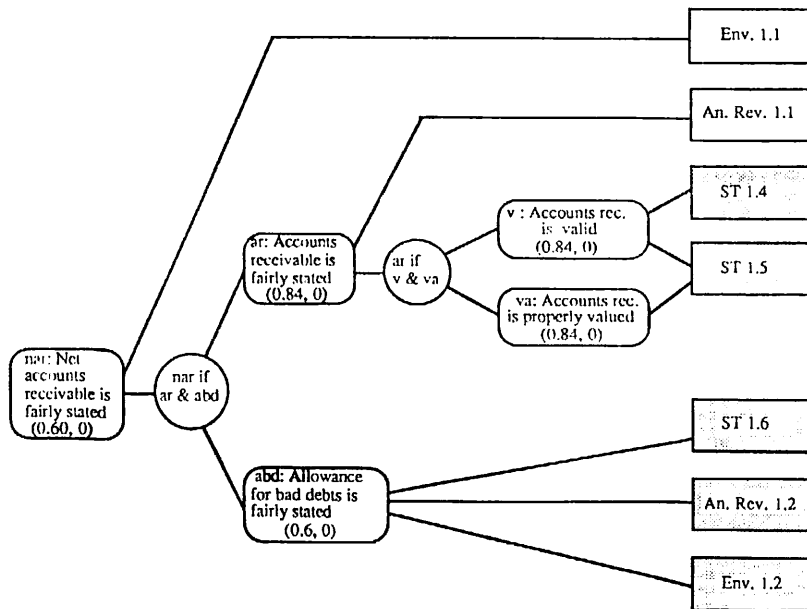 Env. 1.1
An. Rev. 1.1
ST 1.4
v : Accounts rec.
is valid
(0.84, 0)
ar: Accounts
receivable is
fairly stated
(0.84, 0)
ar if
v & va
ST 1.5
va: Accounts rec.
is properly valued
(0.84, 0)
nar: Net
accounts
receivable is
fairly stated
(0.60, 0)
nar if
ar & abd
ST 1.6
abd: Allowance
for bad debts is
fairly stated
(0.6, 0)
An. Rev. 1.2
Env. 1.2